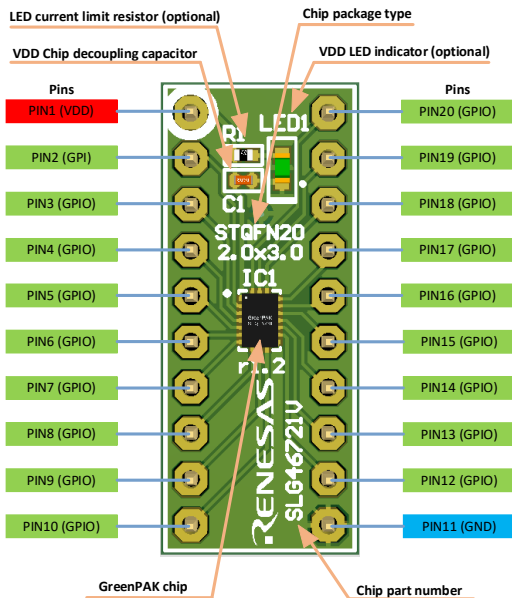 LED current limit resistor (optional)
Chip package type
VDD Chip decoupling capacitor
VDD LED indicator (optional)
Pins
Pins
PIN1 (VDD)
PIN2 (GPI)
PIN3 (GPIO)
PIN4 (GPIO)
PIN5 (GPIO)
PIN6 (GPIO)
PIN7 (GPIO)
PIN8 (GPIO)
PIN9 (GPIO)
PIN10 (GPIO)
R1
LED1
C1
STQFN20
2.0x3.0
IC1
GreenPAK
r1.2
RENESAS
SLG46721V
PIN20 (GPIO)
PIN19 (GPIO)
PIN18 (GPIO)
PIN17 (GPIO)
PIN16 (GPIO)
PIN15 (GPIO)
PIN14 (GPIO)
PIN13 (GPIO)
PIN12 (GPIO)
PIN11 (GND)
GreenPAK chip
Chip part number